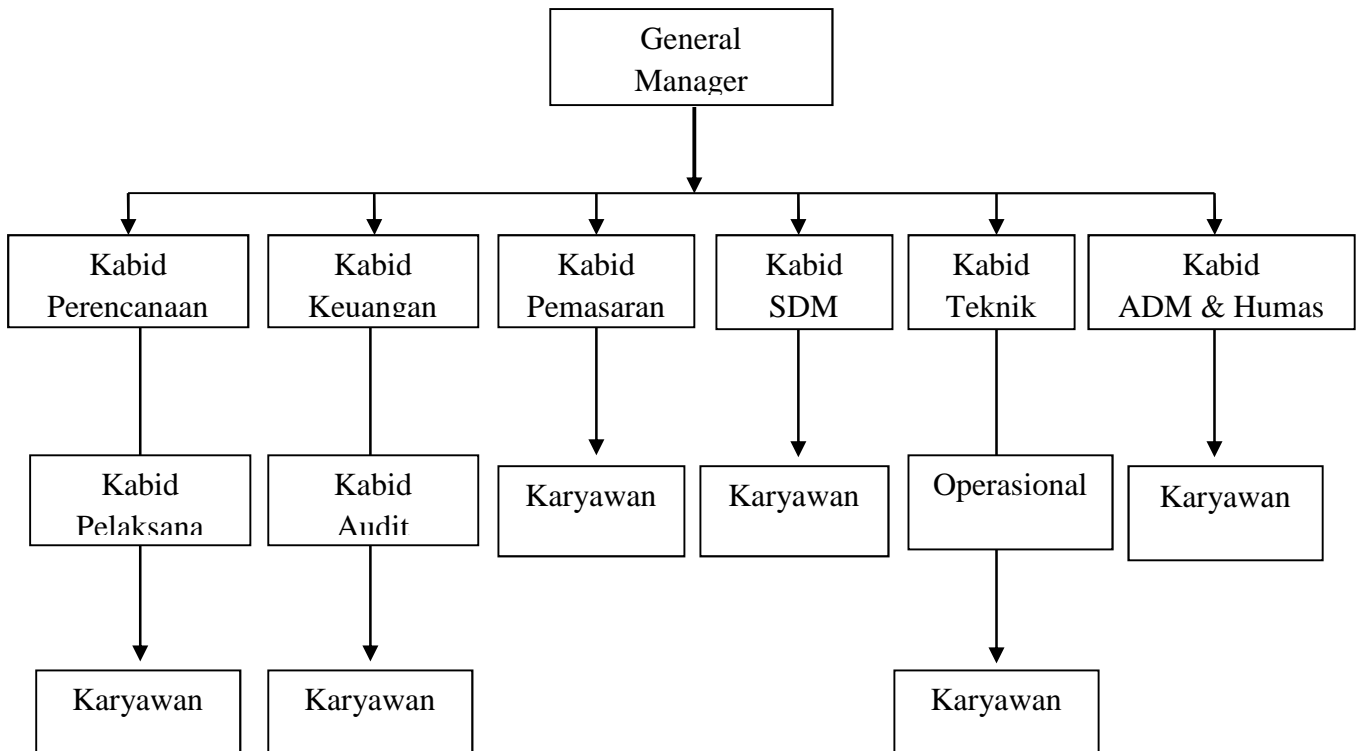 General
Manager
Kabid
Perencanaan
Kabid
Keuangan
Kabid
Pemasaran
Kabid
SDM
Kabid
Teknik
Kabid
ADM & Humas
Kabid
Pelaksana
Kabid
Audit
Karyawan
Karyawan
Operasional
Karyawan
Karyawan
Karyawan
Karyawan